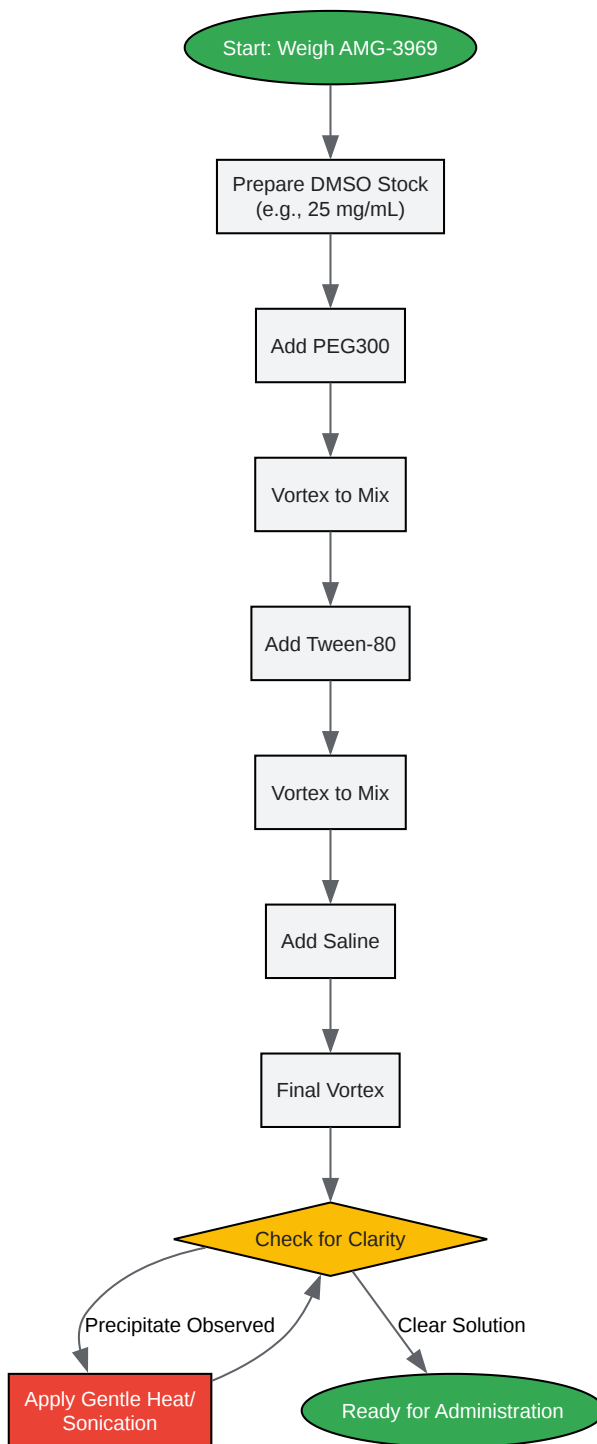 Start: Weigh AMG-3969
Prepare DMSO Stock
(e.g., 25 mg/mL)
Add PEG300
Vortex to Mix
Add Tween-80
Vortex to Mix
Add Saline
Final Vortex
Check for Clarity
Precipitate Observed
Clear Solution
Apply Gentle Heat/
Sonication
Ready for Administration